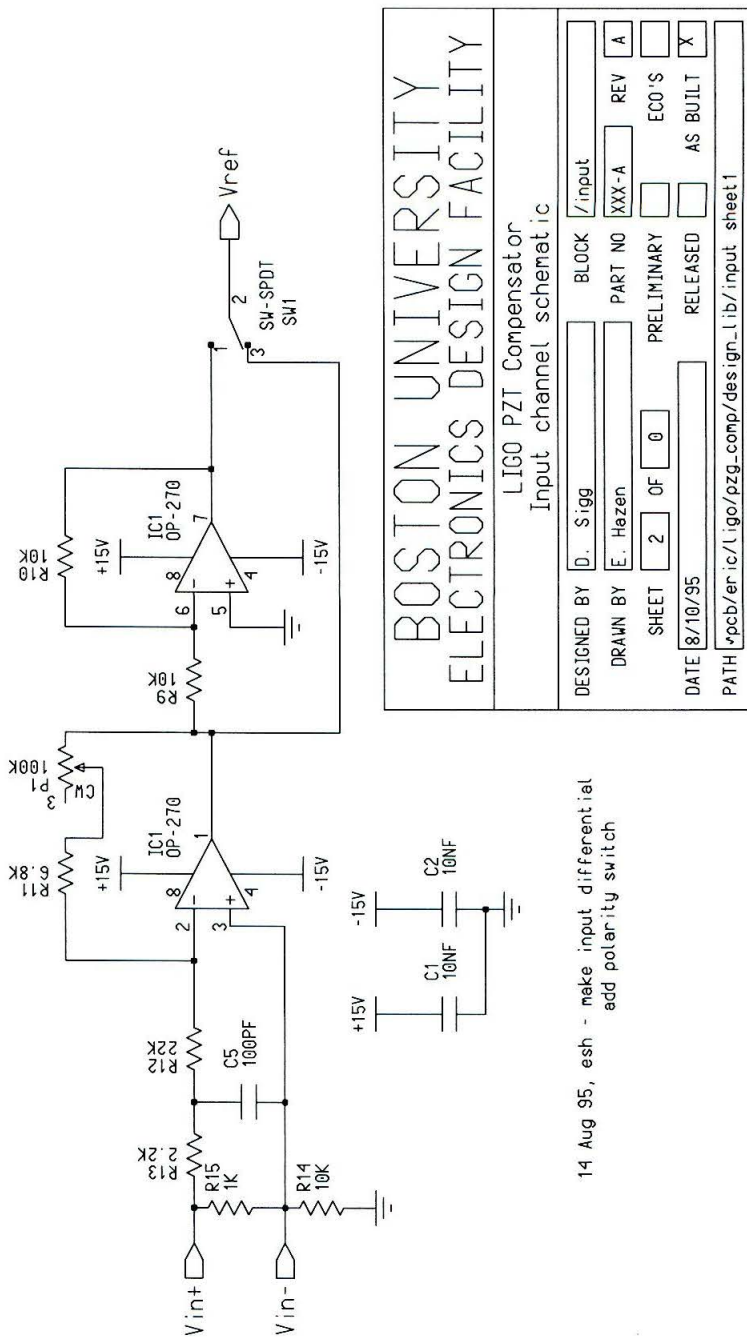 Vin+
Vin-
R13
2.2K
R15
1K
R14
10K
R12
22K
C5
100PF
R11
6.8K
P1
100K
CW
3
+15V
-15V
IC1
OP-270
2
3
8
4
1
R9
10K
R10
10K
+15V
-15V
IC1
OP-270
6
5
8
4
7
1
2
3
SW-SPDT
SW1
Vref
+15V
-15V
C1
10NF
C2
10NF
14 Aug 95, esh - make input differential
add polarity switch
BOSTON UNIVERSITY
ELECTRONICS DESIGN FACILITY
LIGO PZT Compensator
Input channel schematic
DESIGNED BY D. Sigg BLOCK /input
DRAWN BY E. Hazen PART NO XXX-A REV A
SHEET 2 OF 0 PRELIMINARY ECO'S
DATE 8/10/95 RELEASED AS BUILT X
PATH pcb/eric/ligo/pzg_comp/design_lib/input sheet1